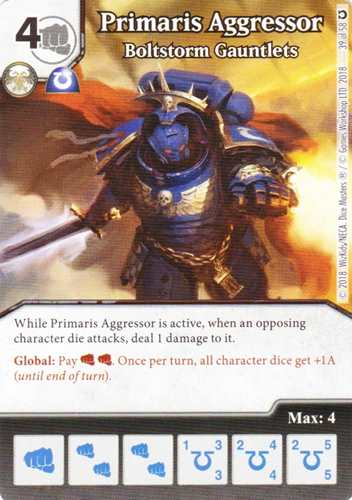 4
Primaris Aggressor
Boltstorm Gauntlets
39 of 58
© 2018 WizKids/NECA. Dice Masters ® / © Games Workshop LTD. 2018
While Primaris Aggressor is active, when an opposing
character die attacks, deal 1 damage to it.
Global: Pay . Once per turn, all character dice get +1A
(until end of turn).
Max: 4
1 3 3
2 4 4
2 5 5